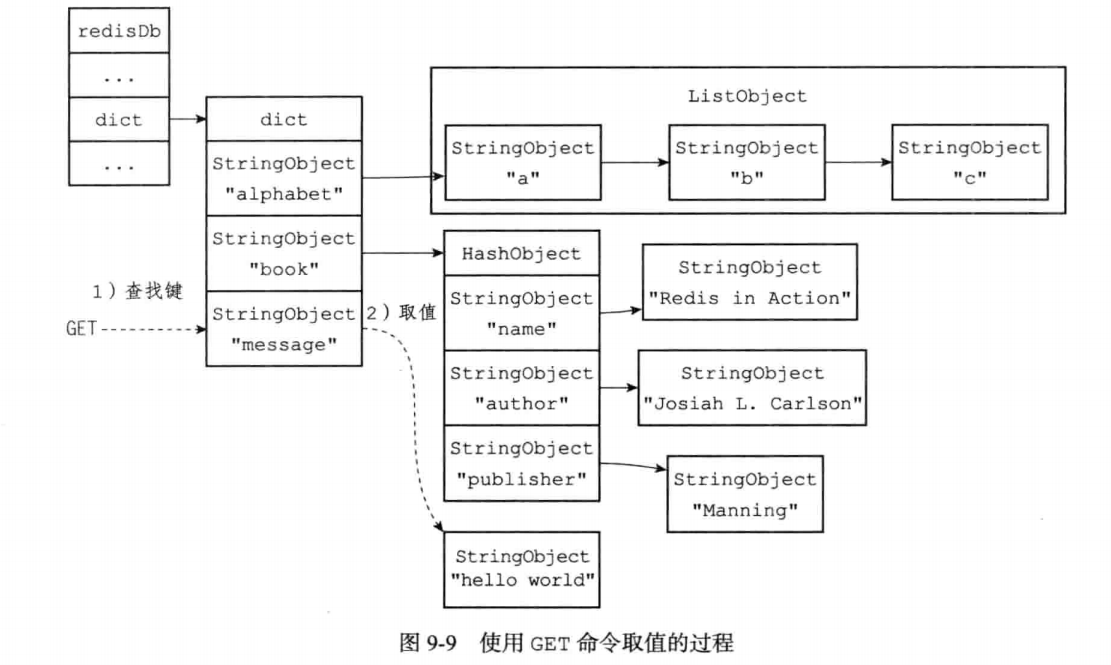 redisDb
...
dict
...
dict
StringObject
"alphabet"
StringObject
"book"
StringObject
"message"
1）查找键
GET
2）取值
ListObject
StringObject
"a"
StringObject
"b"
StringObject
"c"
HashObject
StringObject
"name"
StringObject
"author"
StringObject
"publisher"
StringObject
"Redis in Action"
StringObject
"Josiah L. Carlson"
StringObject
"Manning"
StringObject
"hello world"
图 9-9 使用 GET 命令取值的过程